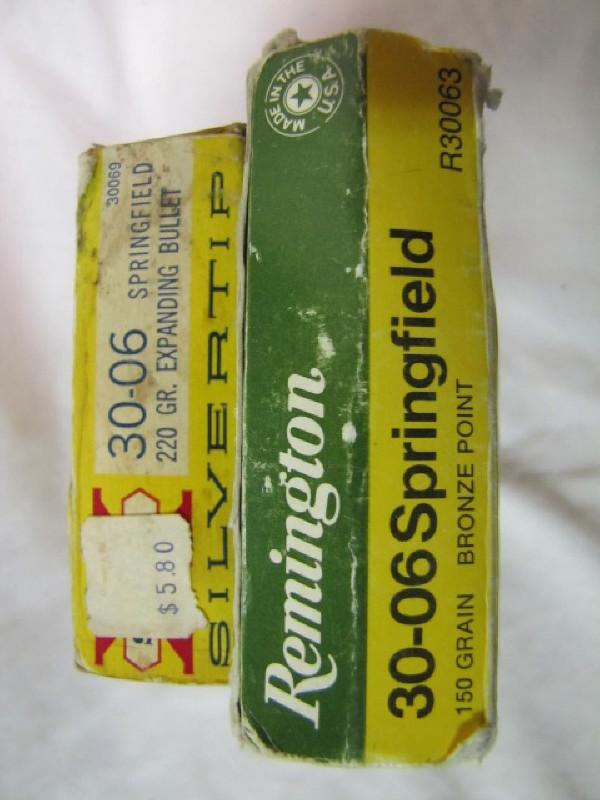 30069
30-06 SPRINGFIELD
220 GR. EXPANDING BULLET
SILVERTIP
$5.80
MADE IN THE USA
Remington
30-06 Springfield
R30063
150 GRAIN BRONZE POINT